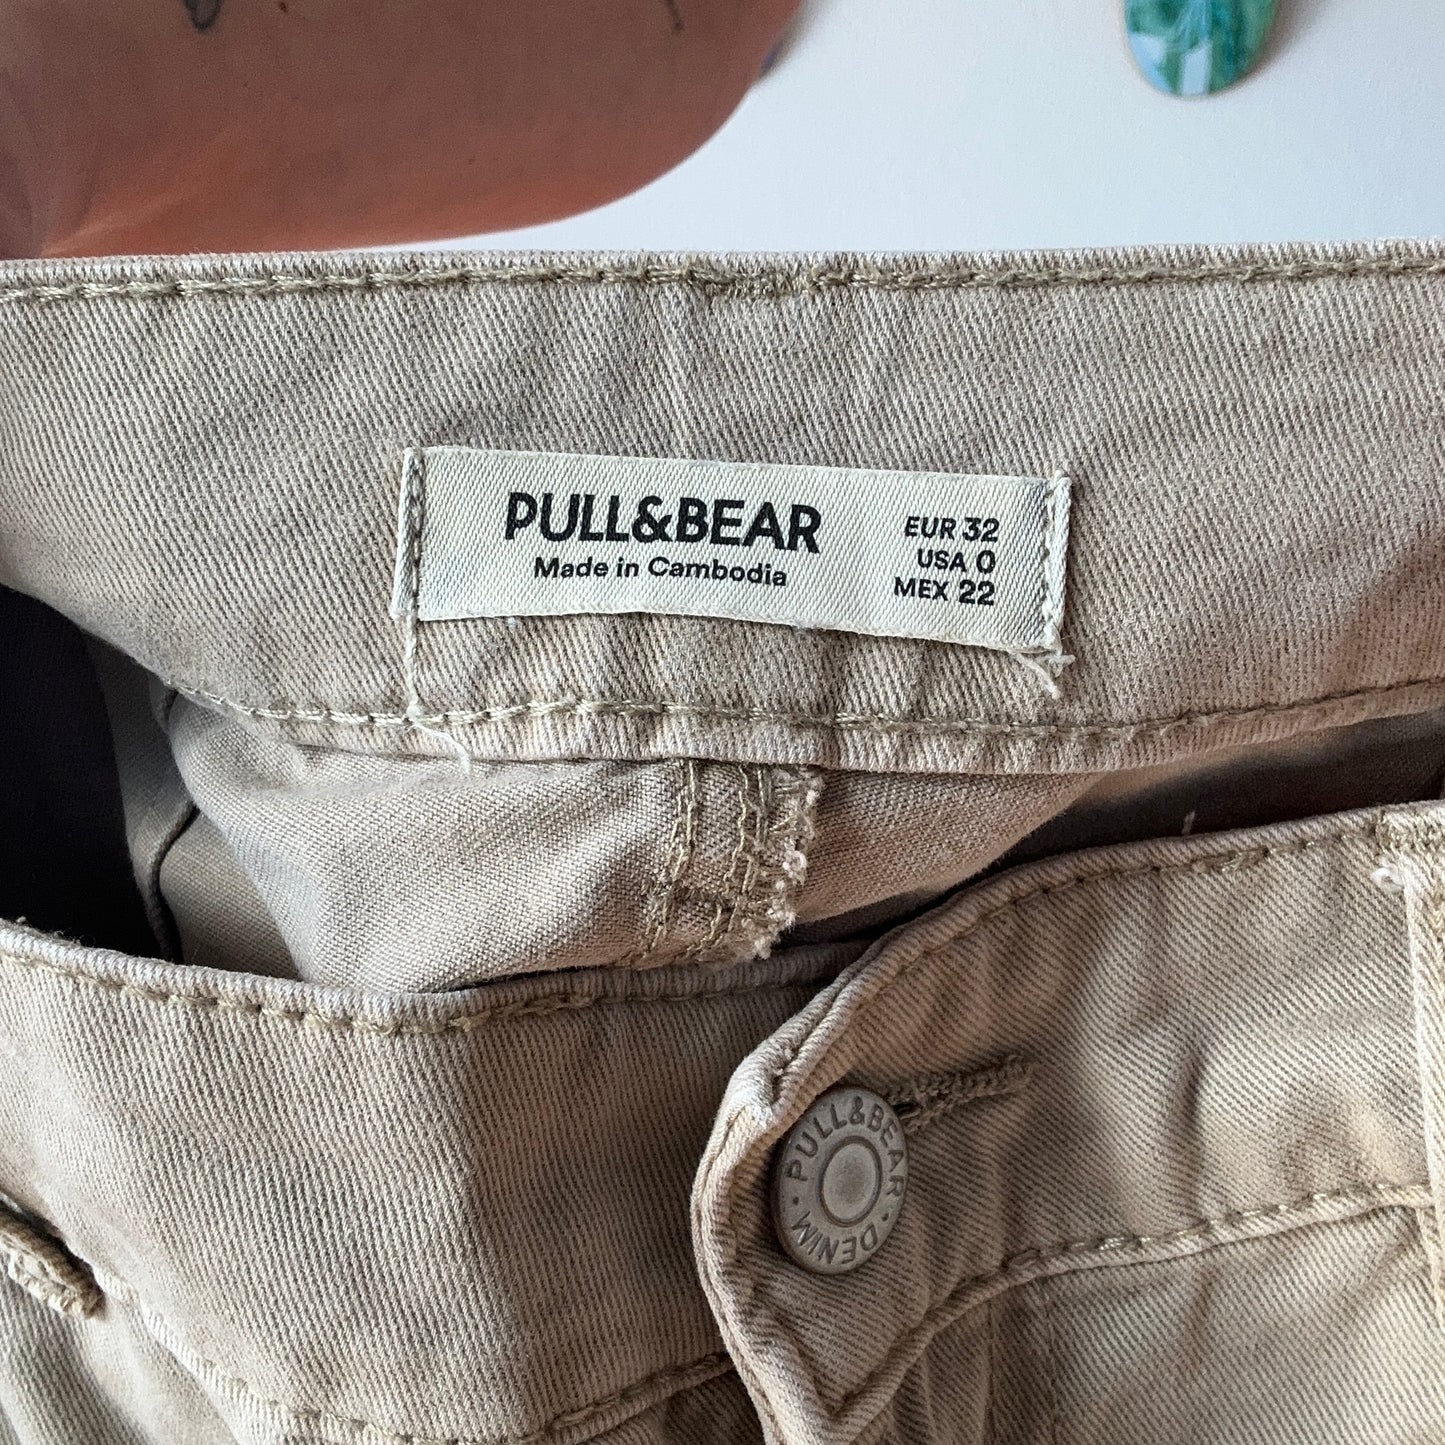 PULL&BEAR
Made in Cambodia
EUR 32
USA 0
MEX 22
PULL&BEAR · DENIM ·